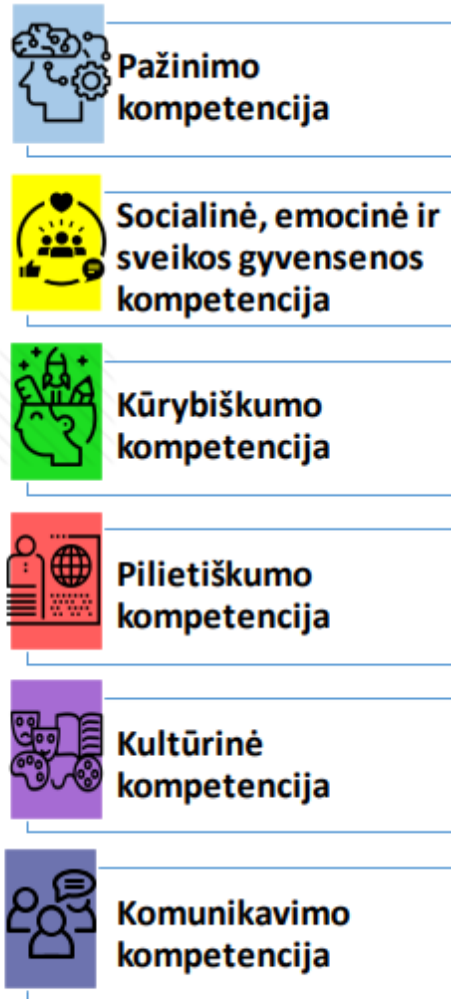 Pažinimo
kompetencija
Socialinė, emocinė ir
sveikos gyvensenos
kompetencija
Kūrybiškumo
kompetencija
Pilietiškumo
kompetencija
Kultūrinė
kompetencija
Komunikavimo
kompetencija